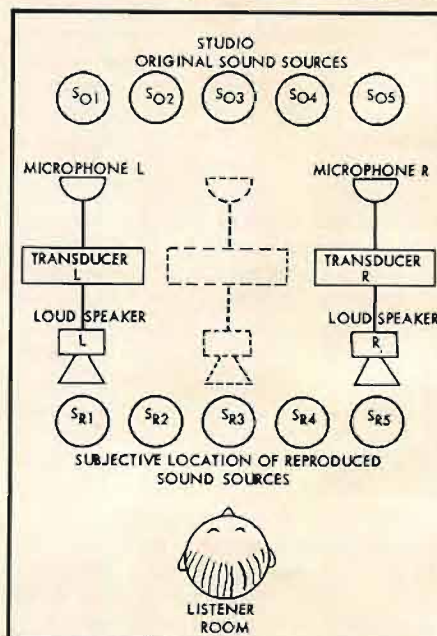 STUDIO
ORIGINAL SOUND SOURCES
SO1 SO2 SO3 SO4 SO5
MICROPHONE L MICROPHONE R
TRANSDUCER L TRANSDUCER R
LOUD SPEAKER LOUD SPEAKER
L R
SR1 SR2 SR3 SR4 SR5
SUBJECTIVE LOCATION OF REPRODUCED
SOUND SOURCES
LISTENER
ROOM